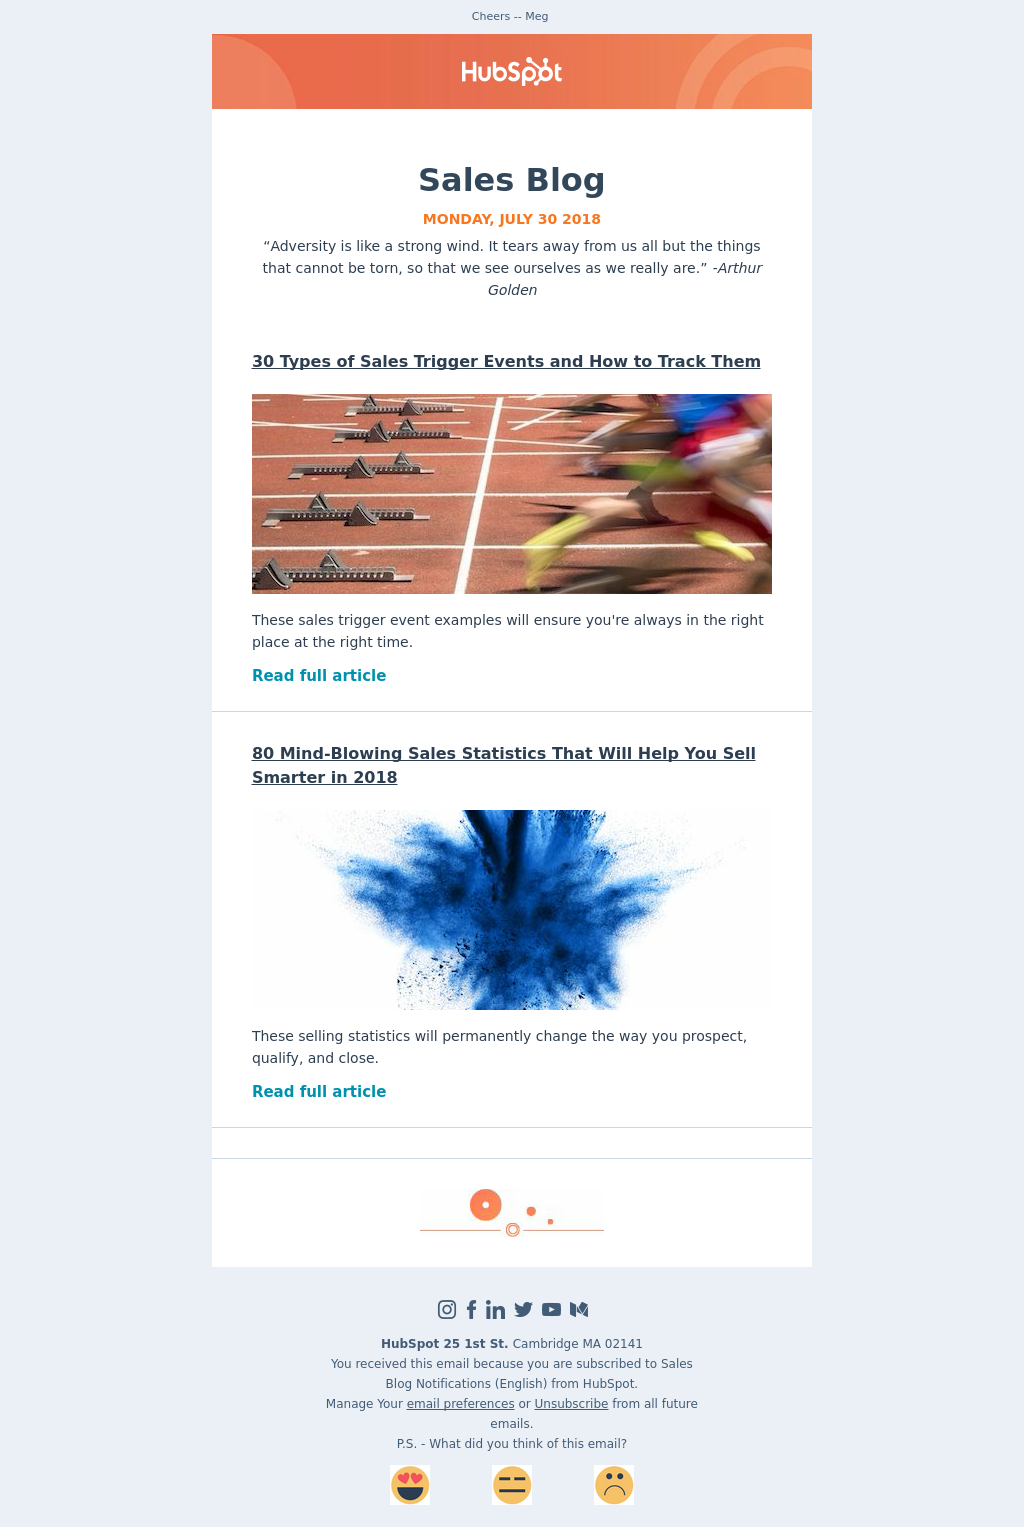 Cheers -- Meg
HubSpot
Sales Blog
MONDAY, JULY 30 2018
“Adversity is like a strong wind. It tears away from us all but the things
that cannot be torn, so that we see ourselves as we really are.” -Arthur
Golden
30 Types of Sales Trigger Events and How to Track Them
These sales trigger event examples will ensure you're always in the right
place at the right time.
Read full article
80 Mind-Blowing Sales Statistics That Will Help You Sell
Smarter in 2018
These selling statistics will permanently change the way you prospect,
qualify, and close.
Read full article
HubSpot 25 1st St. Cambridge MA 02141
You received this email because you are subscribed to Sales
Blog Notifications (English) from HubSpot.
Manage Your email preferences or Unsubscribe from all future
emails.
P.S. - What did you think of this email?